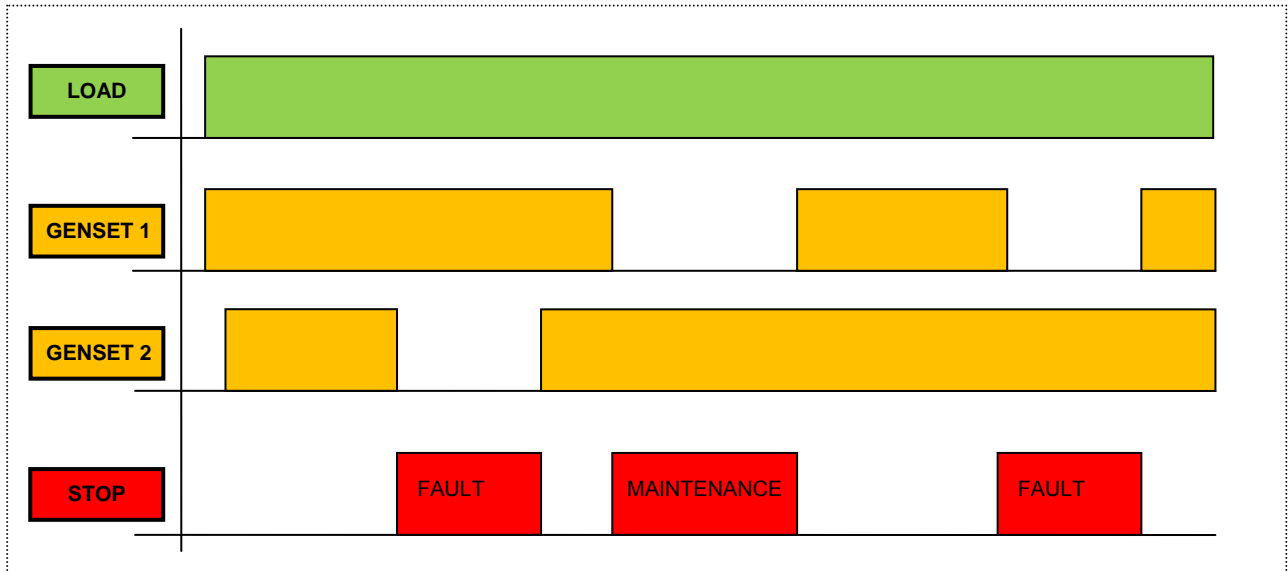 LOAD
GENSET 1
GENSET 2
STOP
FAULT
MAINTENANCE
FAULT